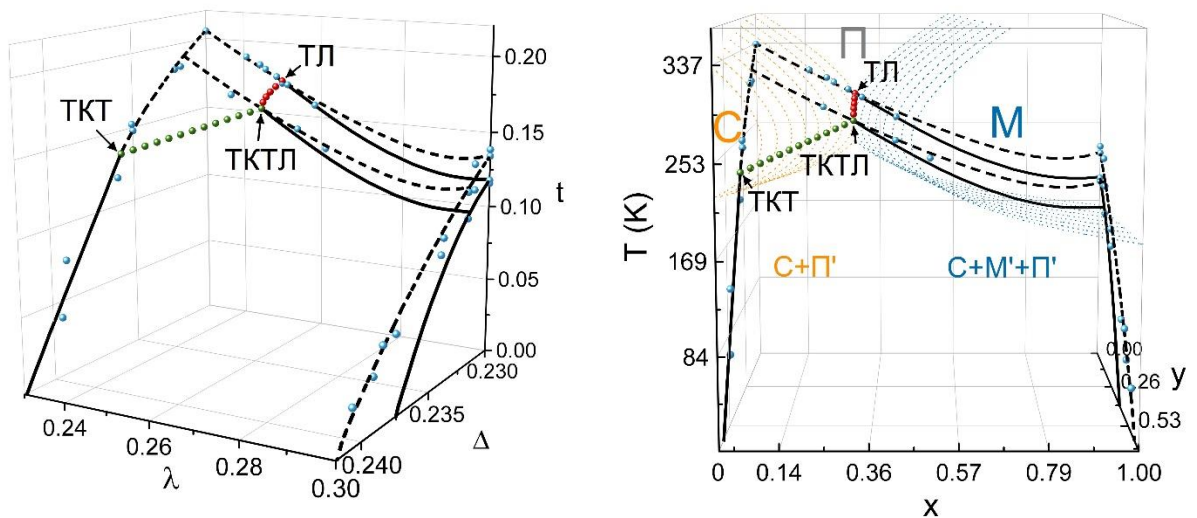 ТКТ
ТЛ
ТКТЛ
0.20
0.15
t
0.10
0.05
0.00
0.230
0.235
Δ
0.240
0.24
0.26
0.28
0.30
λ
П
ТЛ
337
С
М
253
ТКТ
ТКТЛ
T (K)
169
С+П'
С+М'+П'
84
0.00
0.26
y
0.53
0
0.14
0.36
0.57
0.79
1.00
x